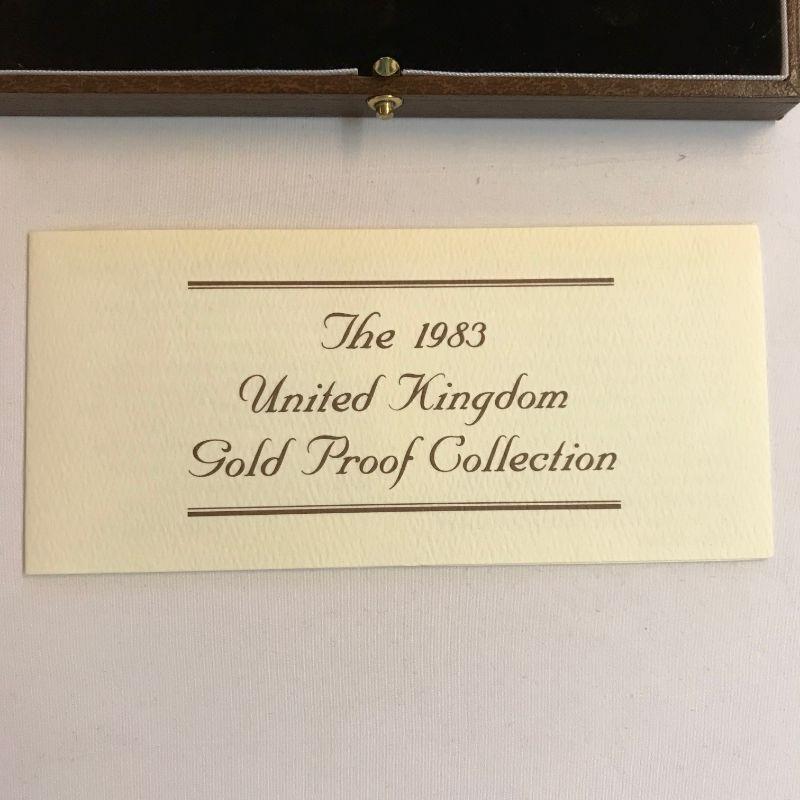 The 1983
United Kingdom
Gold Proof Collection